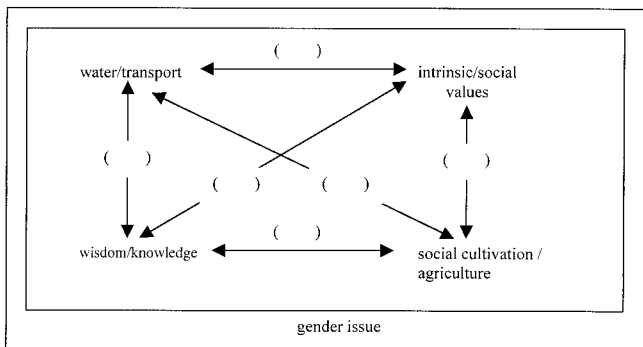 (      )
water/transport intrinsic/social
values
(      ) (      )
(      ) (      )
(      )
wisdom/knowledge social cultivation /
agriculture
gender issue